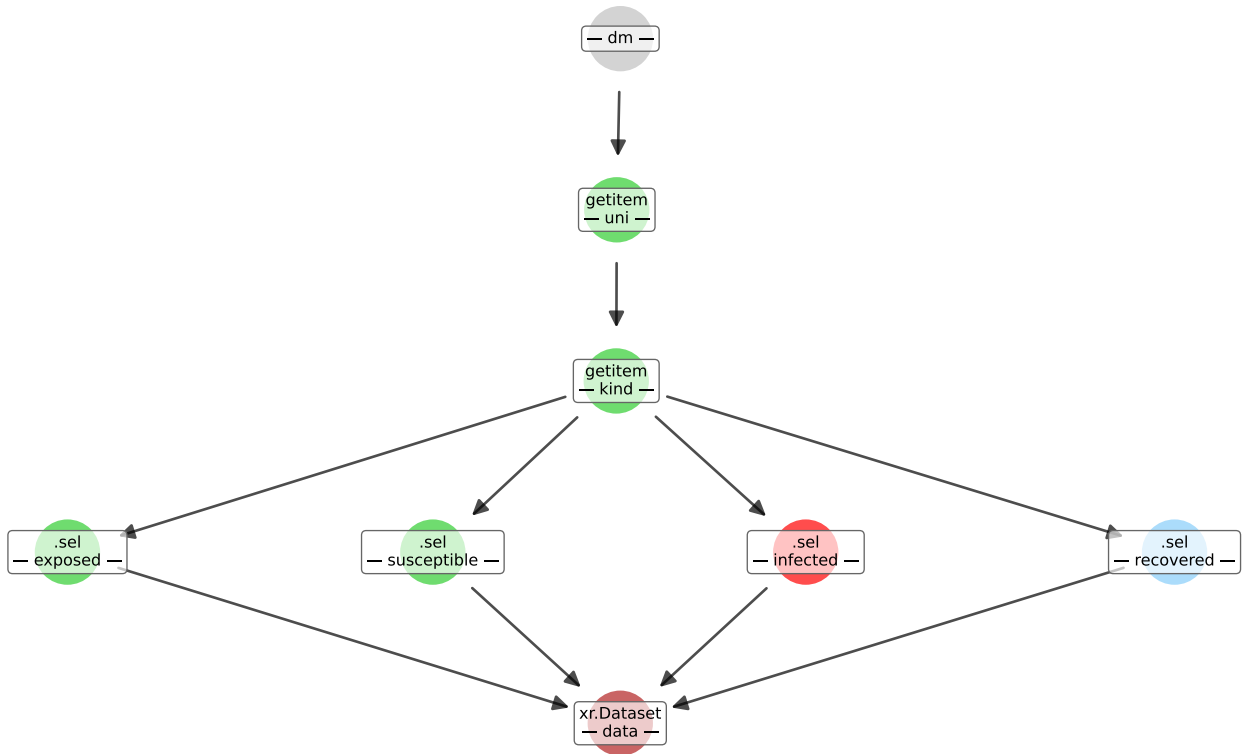 — dm —
getitem
— uni —
getitem
— kind —
.sel
— exposed —
.sel
— susceptible —
.sel
— infected —
.sel
— recovered —
xr.Dataset
— data —